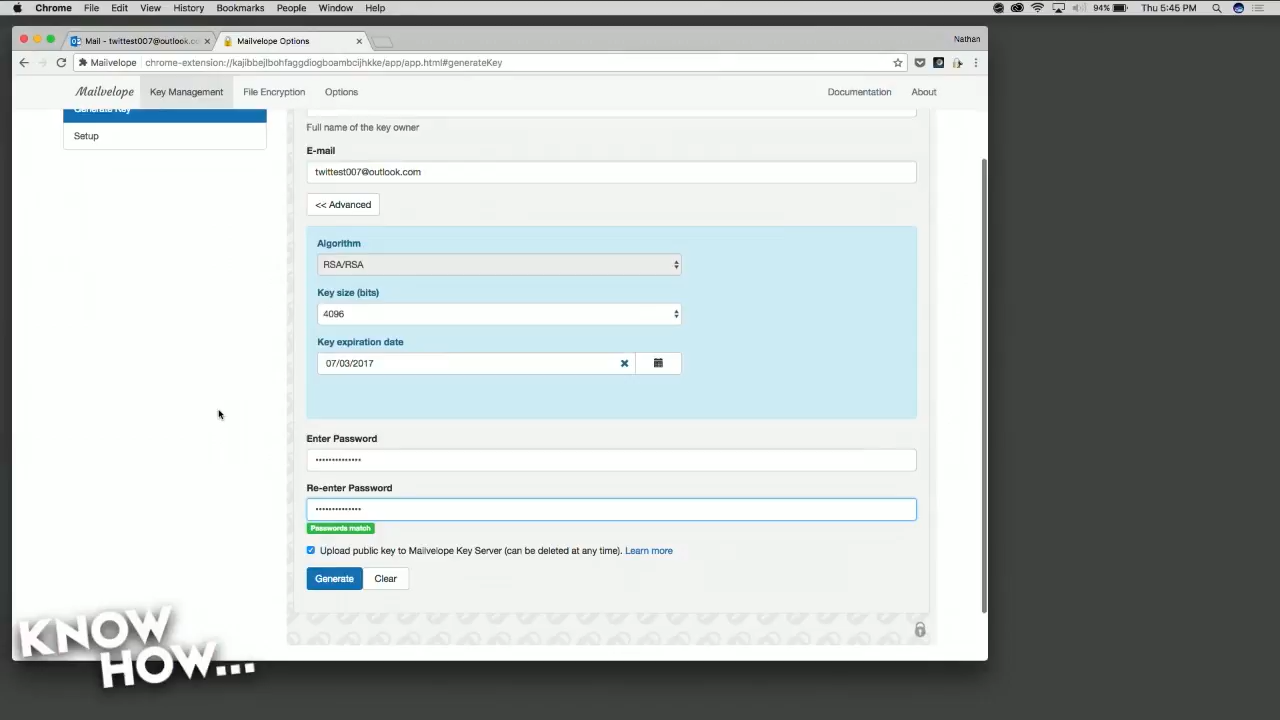 Chrome File Edit View History Bookmarks People Window Help 94% Thu 5:45 PM
Mail - twittest007@outlook.co Mailvelope Options Nathan
Mailvelope chrome-extension://kajibbejlbohfaggdiogboambcijhkke/app/app.html#generateKey
Mailvelope Key Management File Encryption Options Documentation About
Generate Key
Setup
Full name of the key owner
E-mail
twittest007@outlook.com
<< Advanced
Algorithm
RSA/RSA
Key size (bits)
4096
Key expiration date
07/03/2017
Enter Password
••••••••••••••
Re-enter Password
••••••••••••••
Passwords match
Upload public key to Mailvelope Key Server (can be deleted at any time). Learn more
Generate Clear
KNOW
HOW...